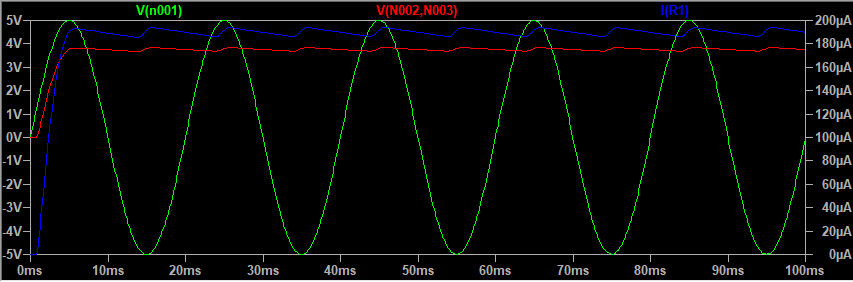 V(n001) V(N002,N003) I(R1)
5V 200µA
4V 180µA
3V 160µA
2V 140µA
1V 120µA
0V 100µA
-1V 80µA
-2V 60µA
-3V 40µA
-4V 20µA
-5V 0µA
0ms 10ms 20ms 30ms 40ms 50ms 60ms 70ms 80ms 90ms 100ms